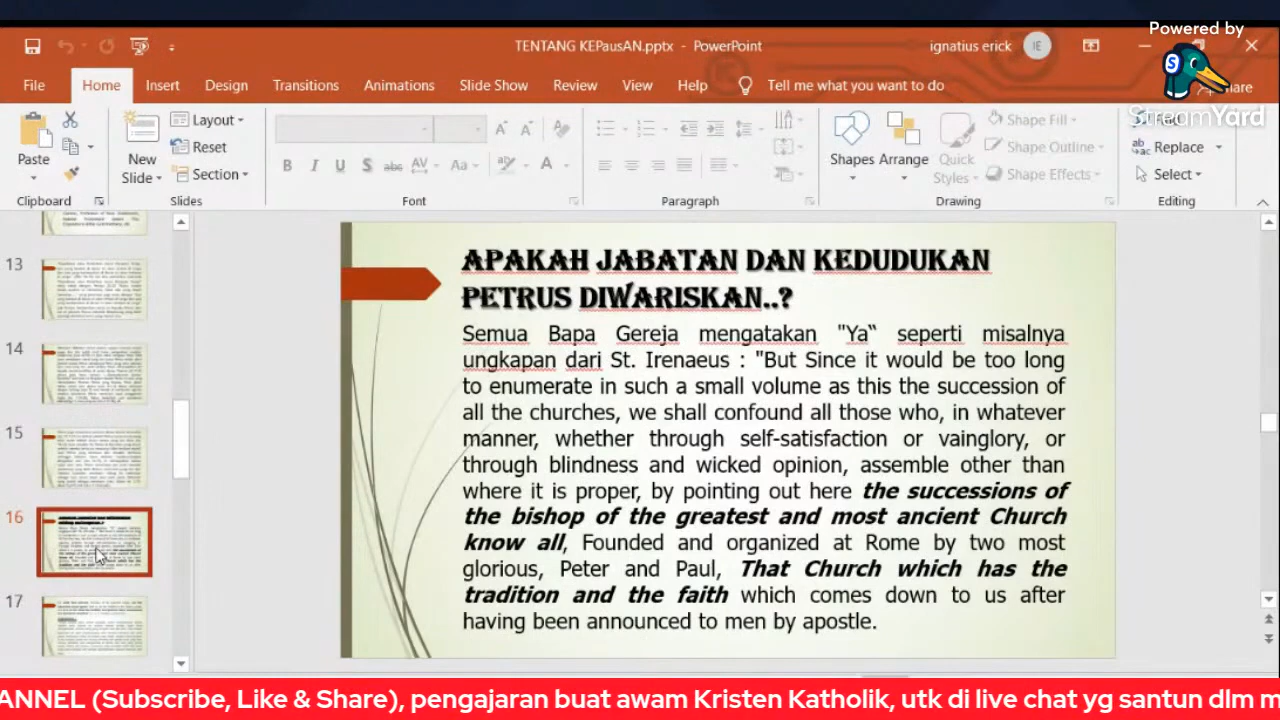 Powered by
TENTANG KEPausAN.pptx - PowerPoint
ignatius erick
IE
StreamYard
File
Home
Insert
Design
Transitions
Animations
Slide Show
Review
View
Help
Tell me what you want to do
Paste
New
Slide
Layout
Reset
Section
Shapes
Arrange
Quick
Styles
Shape Fill
Shape Outline
Shape Effects
Replace
Select
Clipboard
Slides
Font
Paragraph
Drawing
Editing
13
14
15
16
17
APAKAH JABATAN DAN KEDUDUKAN
PETRUS DIWARISKAN..?
Semua Bapa Gereja mengatakan "Ya“ seperti misalnya
ungkapan dari St. Irenaeus : "But Since it would be too long
to enumerate in such a small volume as this the succession of
all the churches, we shall confound all those who, in whatever
manner, whether through self-satisfaction or vainglory, or
through blindness and wicked opinion, assemble other than
where it is proper, by pointing out here the successions of
the bishop of the greatest and most ancient Church
know all, Founded and organized at Rome by two most
glorious, Peter and Paul, That Church which has the
tradition and the faith which comes down to us after
having been announced to men by apostle.
ANNEL (Subscribe, Like & Share), pengajaran buat awam Kristen Katholik, utk di live chat yg santun dlm m